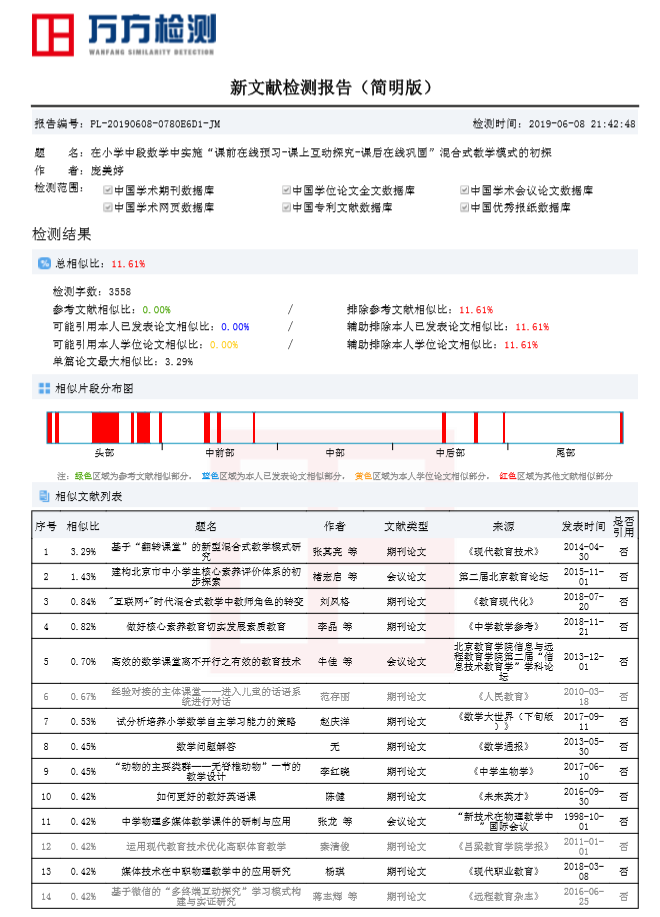 万方检测
WANFANG SIMILARITY DETECTION
新文献检测报告（简明版）
报告编号：PL-20190608-0780E6D1-JM 检测时间：2019-06-08 21:42:48
题 名：在小学中段数学中实施“课前在线预习-课上互动探究-课后在线巩固”混合式教学模式的初探
作 者：庞美婷
检测范围：中国学术期刊数据库 中国学位论文全文数据库 中国学术会议论文数据库
中国学术网页数据库 中国专利文献数据库 中国优秀报纸数据库
检测结果
总相似比：11.61%
检测字数：3558
参考文献相似比：0.00% / 排除参考文献相似比：11.61%
可能引用本人已发表论文相似比：0.00% / 辅助排除本人已发表论文相似比：11.61%
可能引用本人学位论文相似比：0.00% / 辅助排除本人学位论文相似比：11.61%
单篇论文最大相似比：3.29%
相似片段分布图
头部 中前部 中部 中后部 尾部
注：绿色区域为参考文献相似部分，蓝色区域为本人已发表论文相似部分，黄色区域为本人学位论文相似部分，红色区域为其他文献相似部分
相似文献列表
序号 相似比 题名 作者 文献类型 来源 发表时间 是否
引用
1 3.29% 基于“翻转课堂”的新型混合式教学模式研
究 张其亮 等 期刊论文 《现代教育技术》 2014-04-
30 否
2 1.43% 建构北京市中小学生核心素养评价体系的初
步探索 褚宏启 等 会议论文 第二届北京教育论坛 2015-11-
01 否
3 0.84% "互联网+"时代混合式教学中教师角色的转变 刘风格 期刊论文 《教育现代化》 2018-07-
20 否
4 0.82% 做好核心素养教育切实发展素质教育 李品 等 期刊论文 《中学教学参考》 2018-11-
21 否
5 0.70% 高效的数学课堂离不开行之有效的教育技术 牛佳 等 会议论文 北京教育学院信息与远
程教育学院第二届“信
息技术教育学”学科论
坛 2013-12-
01 否
6 0.67% 经验对接的主体课堂——进入儿童的话语系
统进行对话 范存丽 期刊论文 《人民教育》 2010-03-
18 否
7 0.53% 试分析培养小学数学自主学习能力的策略 赵庆洋 期刊论文 《数学大世界（下旬版
）》 2017-09-
11 否
8 0.45% 数学问题解答 无 期刊论文 《数学通报》 2013-05-
30 否
9 0.45% “动物的主要类群——无脊椎动物”一节的
教学设计 李红晓 期刊论文 《中学生物学》 2017-06-
10 否
10 0.42% 如何更好的教好英语课 陈健 期刊论文 《未来英才》 2016-09-
30 否
11 0.42% 中学物理多媒体教学课件的研制与应用 张龙 等 会议论文 “新技术在物理教学中
”国际会议 1998-10-
01 否
12 0.42% 运用现代教育技术优化高职体育教学 秦清俊 期刊论文 《吕梁教育学院学报》 2011-01-
01 否
13 0.42% 媒体技术在中职物理教学中的应用研究 杨琪 期刊论文 《现代职业教育》 2018-03-
08 否
14 0.42% 基于微信的“多终端互动探究”学习模式构
建与实证研究 蒋志辉 等 期刊论文 《远程教育杂志》 2016-06-
25 否